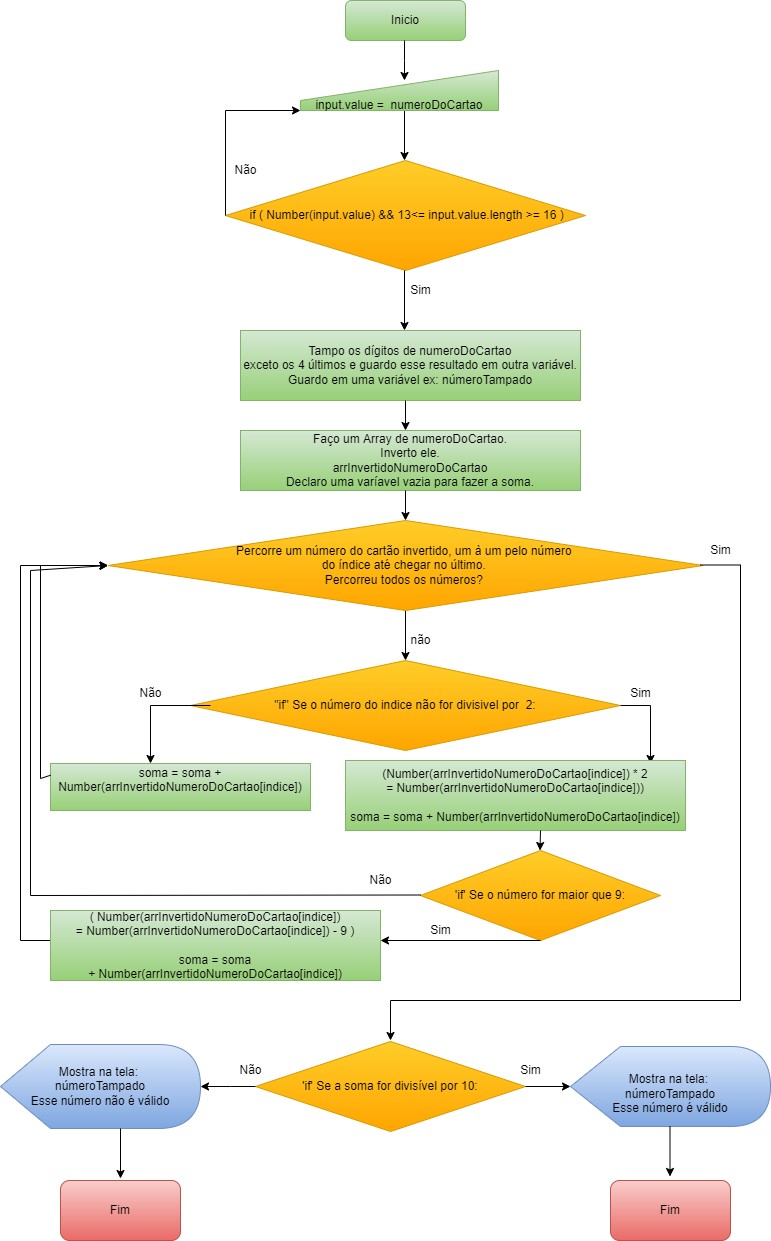 Inicio
input.value =  numeroDoCartao
Não
if ( Number(input.value) && 13<= input.value.length >= 16 )
Sim
Tampo os dígitos de numeroDoCartao
exceto os 4 últimos e guardo esse resultado em outra variável.
Guardo em uma variável ex: númeroTampado
Faço um Array de numeroDoCartao.
Inverto ele.
arrInvertidoNumeroDoCartao
Declaro uma varíavel vazia para fazer a soma.
Percorre um número do cartão invertido, um á um pelo número
do índice até chegar no último.
Percorreu todos os números?
Sim
não
"if" Se o número do indice não for divisivel por  2:
Não
Sim
soma = soma +
Number(arrInvertidoNumeroDoCartao[indice])
(Number(arrInvertidoNumeroDoCartao[indice]) * 2
= Number(arrInvertidoNumeroDoCartao[indice]))
soma = soma + Number(arrInvertidoNumeroDoCartao[indice])
'if' Se o número for maior que 9:
Não
Sim
( Number(arrInvertidoNumeroDoCartao[indice])
= Number(arrInvertidoNumeroDoCartao[indice]) - 9 )
soma = soma
+ Number(arrInvertidoNumeroDoCartao[indice])
'if' Se a soma for divisível por 10:
Não
Sim
Mostra na tela:
númeroTampado
Esse número não é válido
Mostra na tela:
númeroTampado
Esse número é válido
Fim
Fim